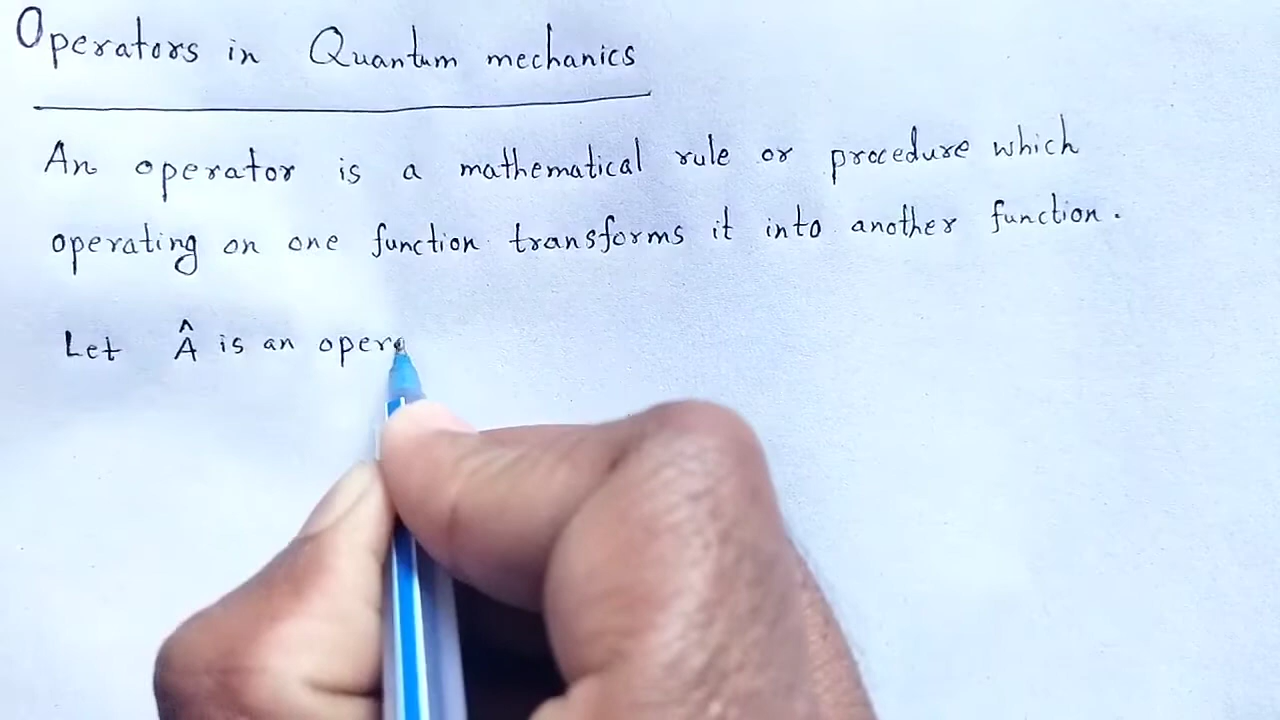 Operators in Quantum mechanics
An operator is a mathematical rule or procedure which
operating on one function transforms it into another function.
Let Â is an opera